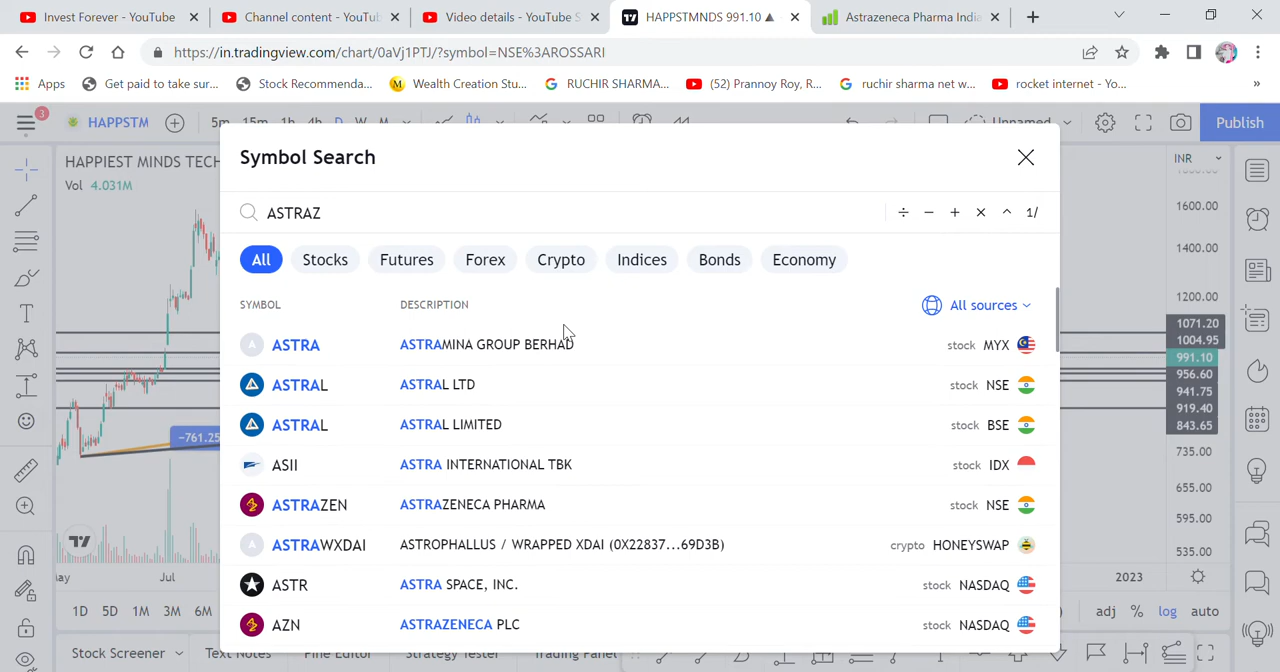 Invest Forever - YouTube
Channel content - YouTu
Video details - YouTube S
HAPPSTMNDS 991.10 ▲
Astrazeneca Pharma India
https://in.tradingview.com/chart/0aVj1PTJ/?symbol=NSE%3AROSSARI
Apps
Get paid to take sur...
Stock Recommenda...
Wealth Creation Stu...
RUCHIR SHARMA...
(52) Prannoy Roy, R...
ruchir sharma net w...
rocket internet - Yo...
»
3
HAPPSTM
5m 15m 1h 4h D W M
Unnamed
Publish
HAPPIEST MINDS TECH
Vol 4.031M
INR
Symbol Search
ASTRAZ
÷ − + × ^ 1/
All Stocks Futures Forex Crypto Indices Bonds Economy
SYMBOL DESCRIPTION All sources
A ASTRA ASTRAMINA GROUP BERHAD stock MYX
ASTRAL ASTRAL LTD stock NSE
ASTRAL ASTRAL LIMITED stock BSE
ASII ASTRA INTERNATIONAL TBK stock IDX
ASTRAZEN ASTRAZENECA PHARMA stock NSE
A ASTRAWXDAI ASTROPHALLUS / WRAPPED XDAI (0X22837...69D3B) crypto HONEYSWAP
ASTR ASTRA SPACE, INC. stock NASDAQ
AZN ASTRAZENECA PLC stock NASDAQ
1600.00
1400.00
1200.00
1071.20
1004.95
991.10
956.60
941.75
919.40
843.65
735.00
655.00
595.00
535.00
−761.25
Jul
2023
1D 5D 1M 3M 6M
adj % log auto
Stock Screener
Text Notes
Pine Editor
Strategy Tester
Trading Panel